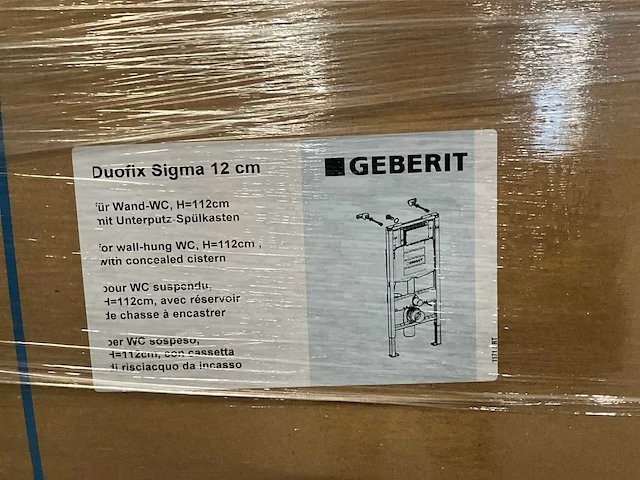 Duofix Sigma 12 cm
GEBERIT
für Wand-WC, H=112cm
mit Unterputz-Spülkasten
for wall-hung WC, H=112cm ,
with concealed cistern
pour WC suspendu,
H=112cm, avec réservoir
de chasse à encastrer
per WC sospeso,
H=112cm, con cassetta
di risciacquo da incasso
GEBERIT